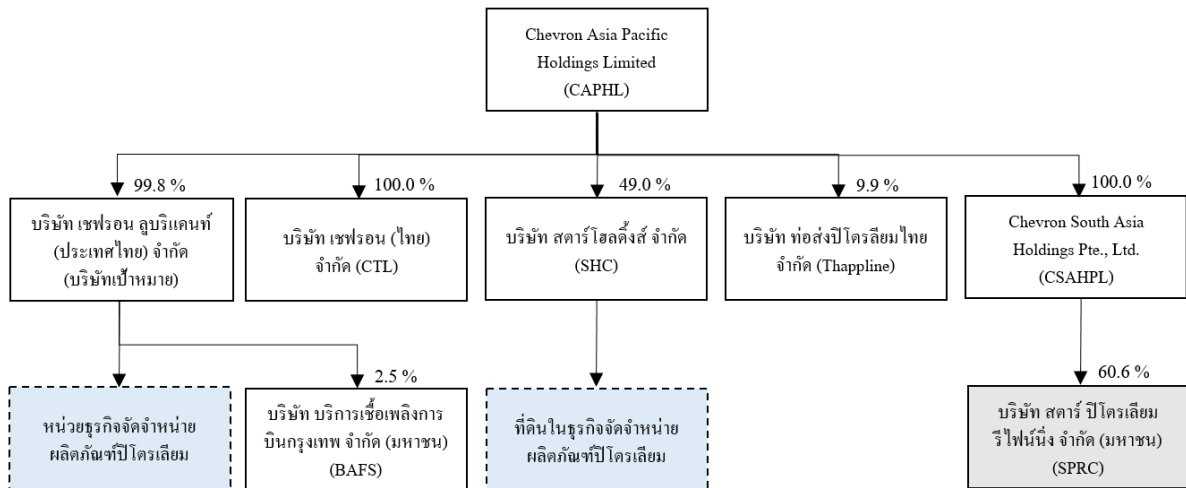 Chevron Asia Pacific
Holdings Limited
(CAPHL)
99.8 %
100.0 %
49.0 %
9.9 %
100.0 %
บริษัท เชฟรอน ลูบริแคนท์
(ประเทศไทย) จำกัด
(บริษัทเป้าหมาย)
บริษัท เชฟรอน (ไทย)
จำกัด (CTL)
บริษัท สตาร์โฮลดิ้งส์ จำกัด
(SHC)
บริษัท ท่อส่งปิโตรเลียมไทย
จำกัด (Thappline)
Chevron South Asia
Holdings Pte., Ltd.
(CSAHPL)
2.5 %
60.6 %
หน่วยธุรกิจจัดจำหน่าย
ผลิตภัณฑ์ปิโตรเลียม
บริษัท บริการเชื้อเพลิงการ
บินกรุงเทพ จำกัด (มหาชน)
(BAFS)
ที่ดินในธุรกิจจัดจำหน่าย
ผลิตภัณฑ์ปิโตรเลียม
บริษัท สตาร์ ปิโตรเลียม
รีไฟน์นิ่ง จำกัด (มหาชน)
(SPRC)